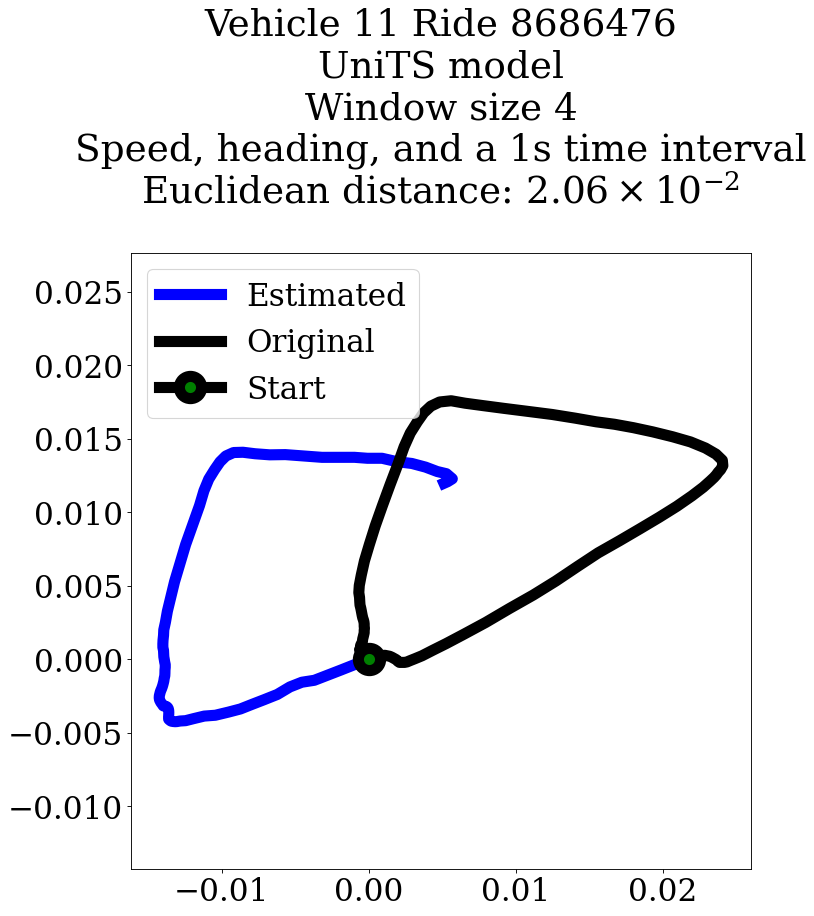 Vehicle 11 Ride 8686476
UniTS model
Window size 4
Speed, heading, and a 1s time interval
Euclidean distance: 2.06 × 10⁻²
Estimated
Original
Start
0.025
0.020
0.015
0.010
0.005
0.000
−0.005
−0.010
−0.01 0.00 0.01 0.02